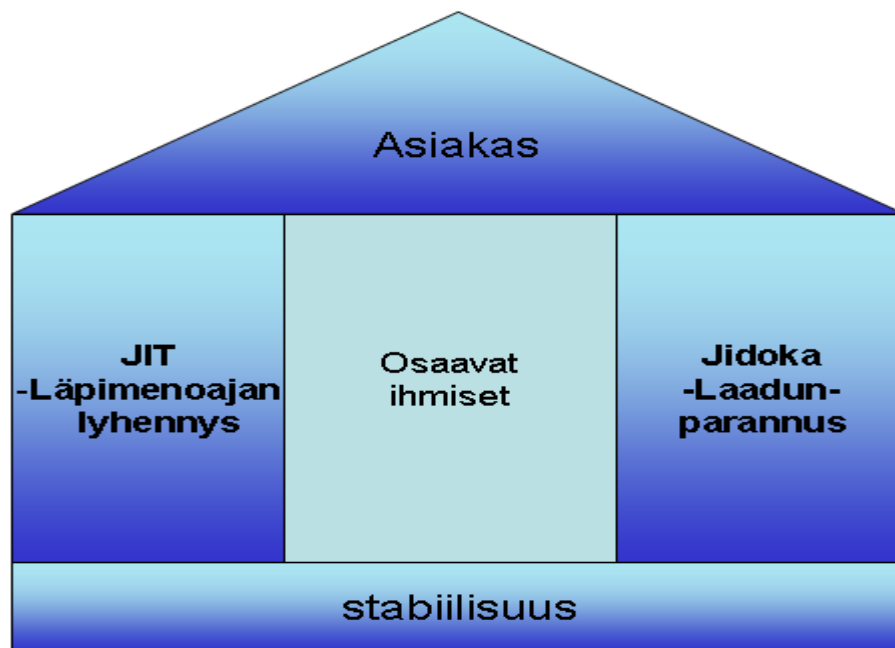 Asiakas
JIT
-Läpimenoajan
lyhennys
Osaavat
ihmiset
Jidoka
-Laadun-
parannus
stabiilisuus